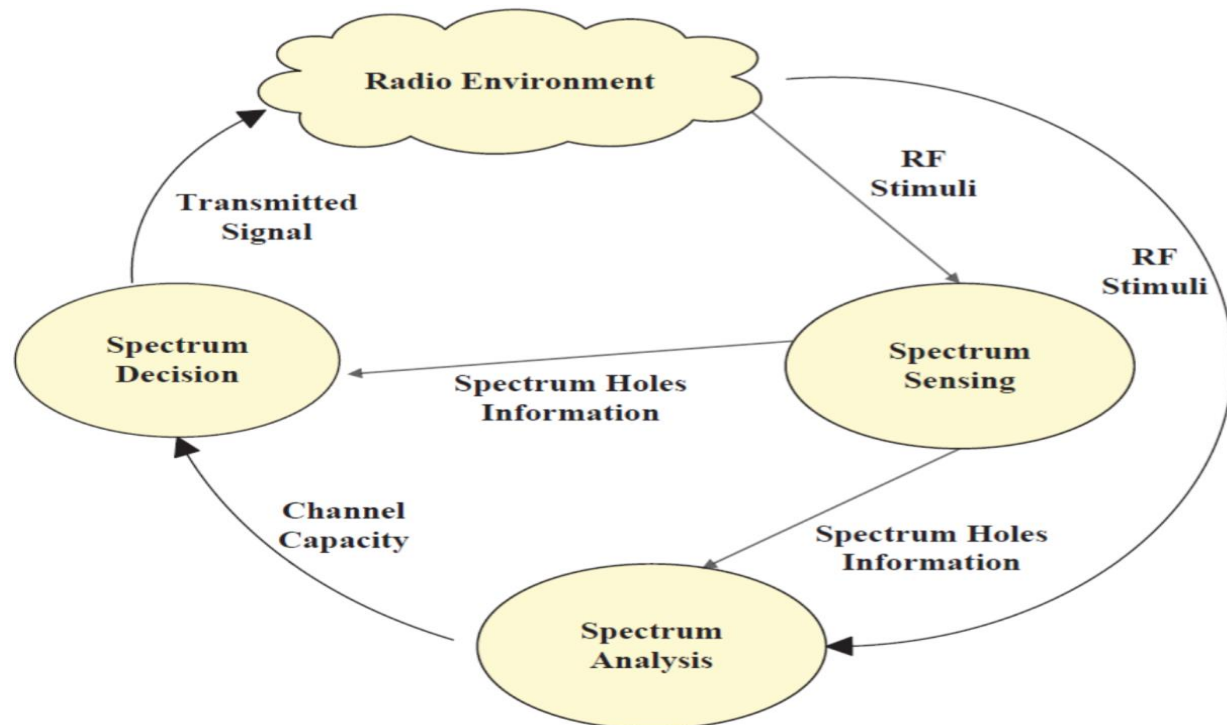 Radio Environment
RF
Stimuli
Transmitted
Signal
RF
Stimuli
Spectrum
Decision
Spectrum
Sensing
Spectrum Holes
Information
Channel
Capacity
Spectrum Holes
Information
Spectrum
Analysis